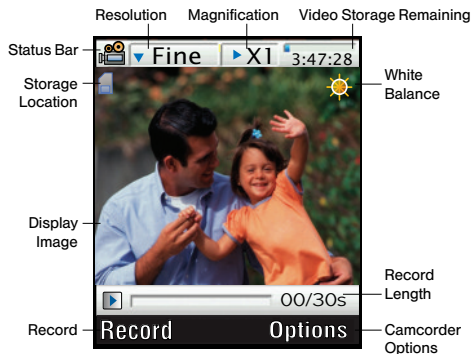 Resolution Magnification Video Storage Remaining
Status Bar
Fine X1 3:47:28
Storage Location
White Balance
Display Image
00/30s
Record Length
Record
Record Options
Camcorder Options